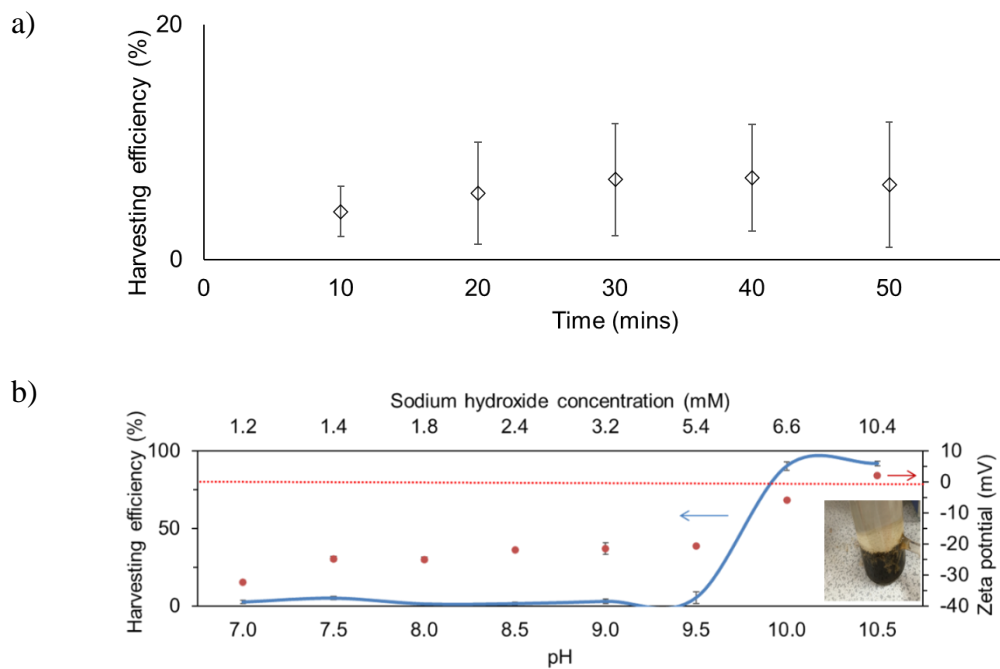 a)
20
Harvesting efficiency (%)
0
0 10 20 30 40 50
Time (mins)
b)
Sodium hydroxide concentration (mM)
1.2 1.4 1.8 2.4 3.2 5.4 6.6 10.4
Harvesting efficiency (%)
100
50
0
10
0
-10
-20
-30
-40
Zeta potntial (mV)
7.0 7.5 8.0 8.5 9.0 9.5 10.0 10.5
pH